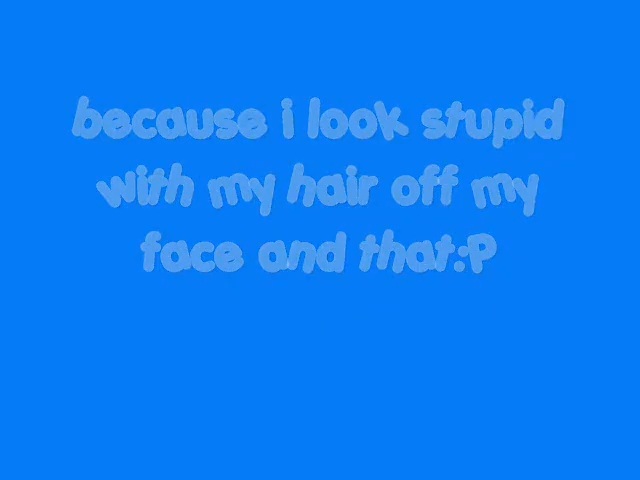 because i look stupid
with my hair off my
face and that:P